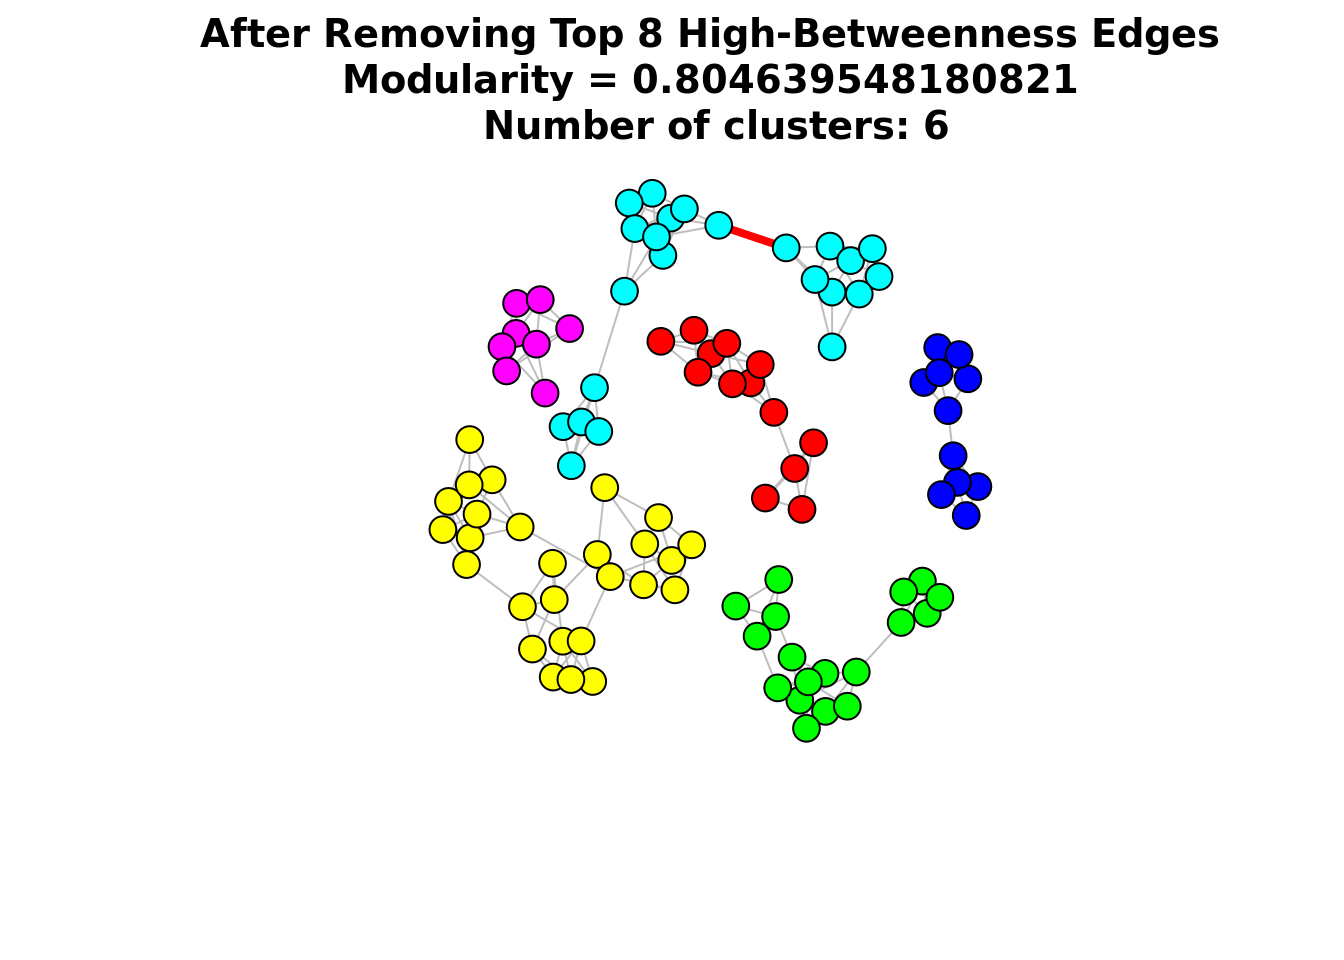 After Removing Top 8 High-Betweenness Edges
Modularity = 0.804639548180821
Number of clusters: 6